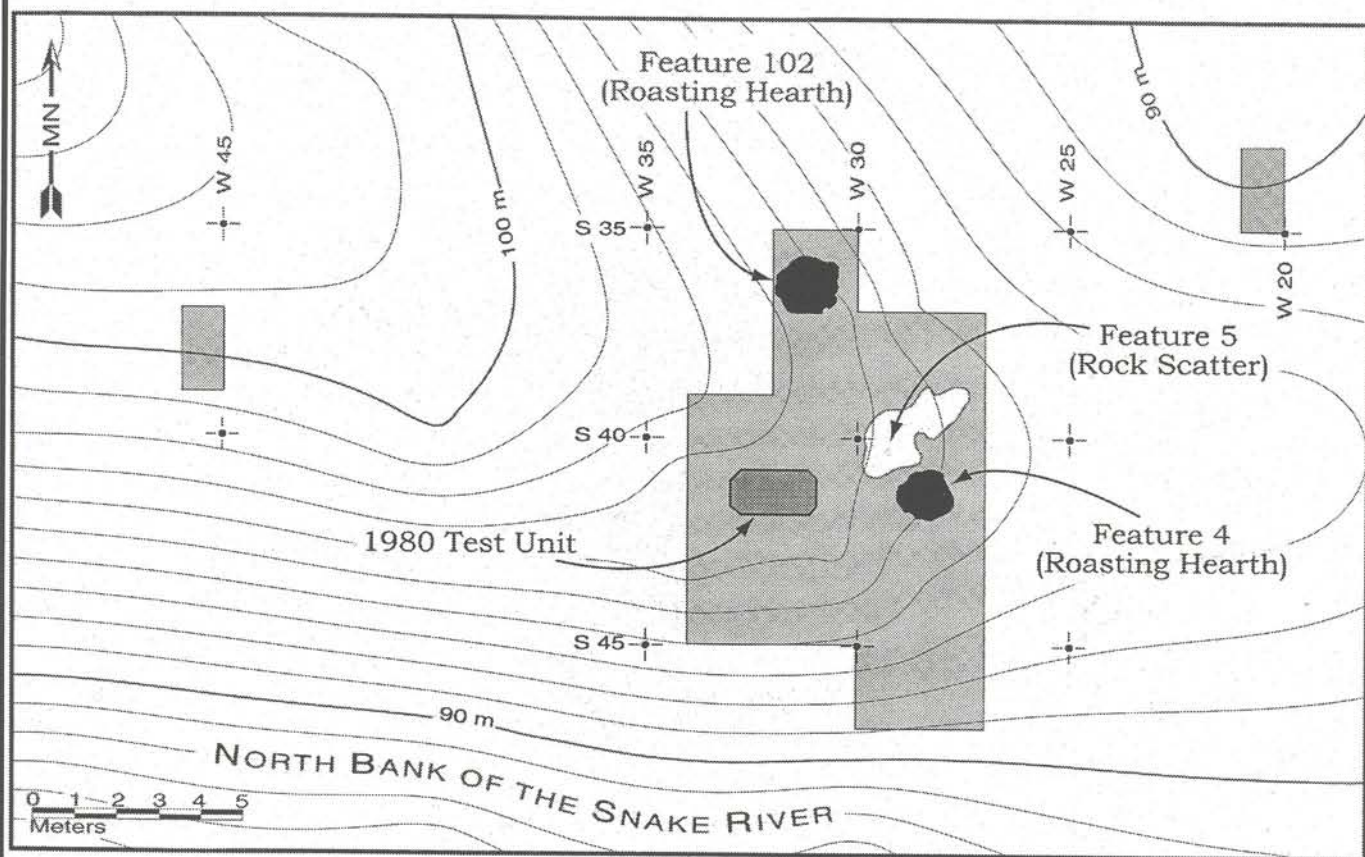 Feature 102
(Roasting Hearth)
MN
W 45
W 35
W 30
W 25
90 m
100 m
S 35
W 20
Feature 5
(Rock Scatter)
S 40
1980 Test Unit
Feature 4
(Roasting Hearth)
S 45
90 m
NORTH BANK OF THE SNAKE RIVER
0 1 2 3 4 5
Meters